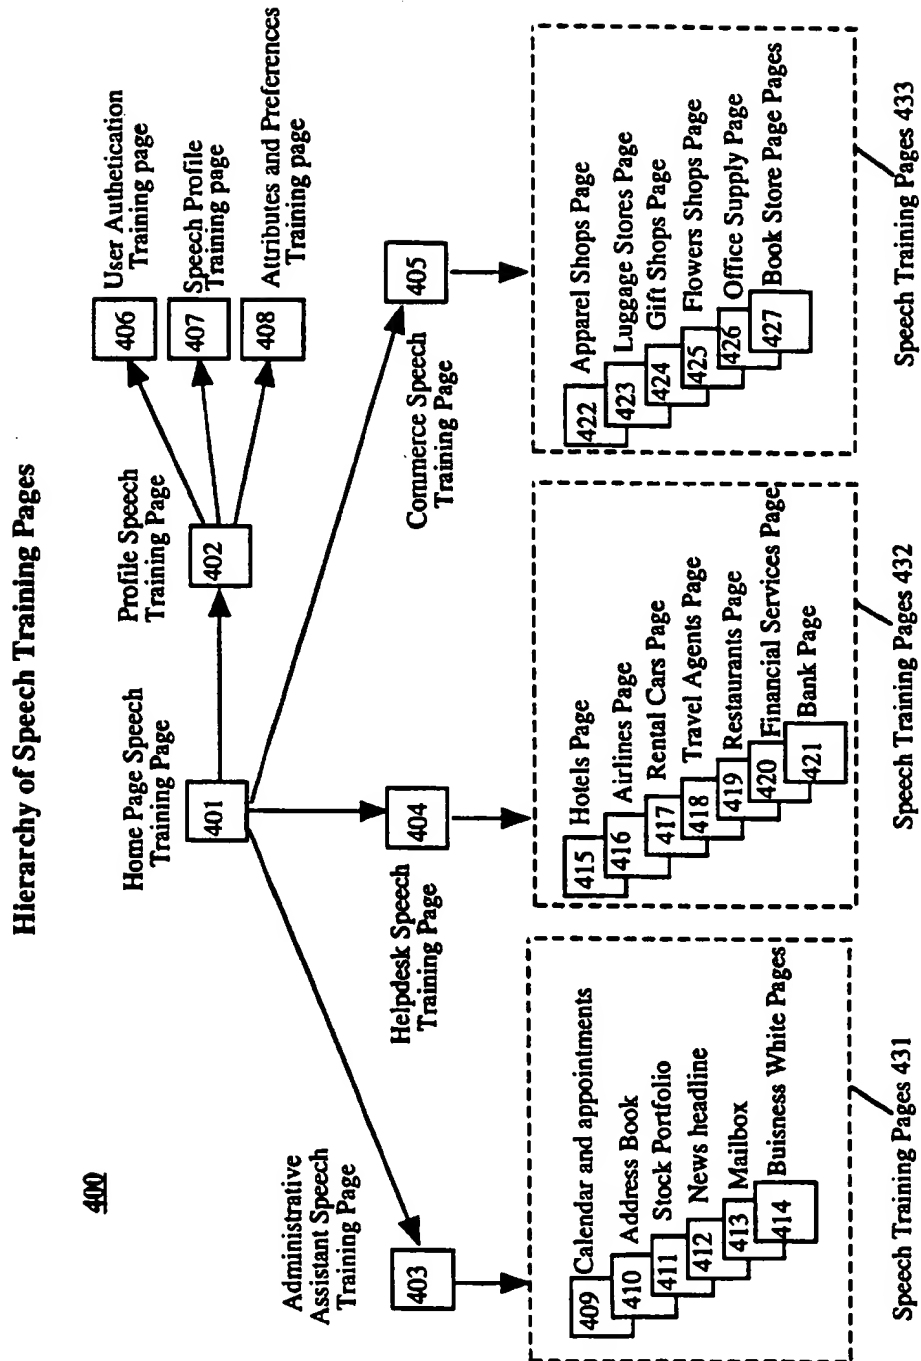 Hierarchy of Speech Training Pages
400
Home Page Speech
Training Page
401
Profile Speech
Training Page
402
406
User Authetication
Training page
407
Speech Profile
Training page
408
Attributes and Preferences
Training page
Administrative
Assistant Speech
Training Page
403
Helpdesk Speech
Training Page
404
Commerce Speech
Training Page
405
409 Calendar and appointments
410 Address Book
411 Stock Portfolio
412 News headline
413 Mailbox
414 Buisness White Pages
Speech Training Pages 431
415 Hotels Page
416 Airlines Page
417 Rental Cars Page
418 Travel Agents Page
419 Restaurants Page
420 Financial Services Page
421 Bank Page
Speech Training Pages 432
422 Apparel Shops Page
423 Luggage Stores Page
424 Gift Shops Page
425 Flowers Shops Page
426 Office Supply Page
427 Book Store Page Pages
Speech Training Pages 433